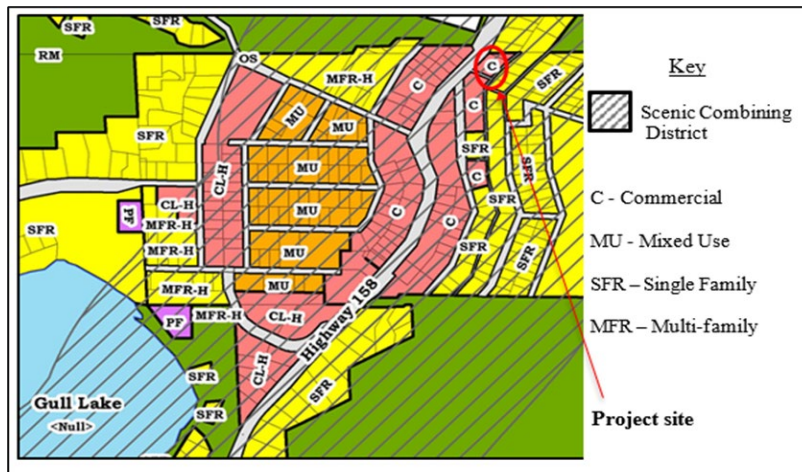 SFR
SFR
RM
OS
MFR-H
C
C
SFR
SFR
SFR
MU
MU
C
MU
SFR
SFR
CL-H
MU
C
C
SFR
CL-H
PF
MFR-H
SFR
MFR-H
MU
C
SFR
SFR
MFR-H
MU
PF
MFR-H
CL-H
Highway 158
CL-H
SFR
SFR
SFR
Gull Lake
<Null>
Key
Scenic Combining
District
C - Commercial
MU - Mixed Use
SFR – Single Family
MFR – Multi-family
Project site